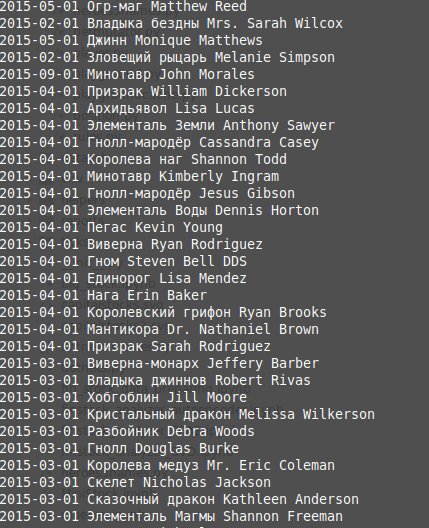 2015-05-01 Огр-маг Matthew Reed
2015-02-01 Владыка бездны Mrs. Sarah Wilcox
2015-05-01 Джинн Monique Matthews
2015-02-01 Зловещий рыцарь Melanie Simpson
2015-09-01 Минотавр John Morales
2015-04-01 Призрак William Dickerson
2015-04-01 Архидьявол Lisa Lucas
2015-04-01 Элементаль Земли Anthony Sawyer
2015-04-01 Гнолл-мародёр Cassandra Casey
2015-04-01 Королева наг Shannon Todd
2015-04-01 Минотавр Kimberly Ingram
2015-04-01 Гнолл-мародёр Jesus Gibson
2015-04-01 Элементаль Воды Dennis Horton
2015-04-01 Пегас Kevin Young
2015-04-01 Виверна Ryan Rodriguez
2015-04-01 Гном Steven Bell DDS
2015-04-01 Единорог Lisa Mendez
2015-04-01 Нага Erin Baker
2015-04-01 Королевский грифон Ryan Brooks
2015-04-01 Мантикора Dr. Nathaniel Brown
2015-04-01 Призрак Sarah Rodriguez
2015-03-01 Виверна-монарх Jeffery Barber
2015-03-01 Владыка джиннов Robert Rivas
2015-03-01 Хобгоблин Jill Moore
2015-03-01 Кристальный дракон Melissa Wilkerson
2015-03-01 Разбойник Debra Woods
2015-03-01 Гнолл Douglas Burke
2015-03-01 Королева медуз Mr. Eric Coleman
2015-03-01 Скелет Nicholas Jackson
2015-03-01 Сказочный дракон Kathleen Anderson
2015-03-01 Элементаль Магмы Shannon Freeman